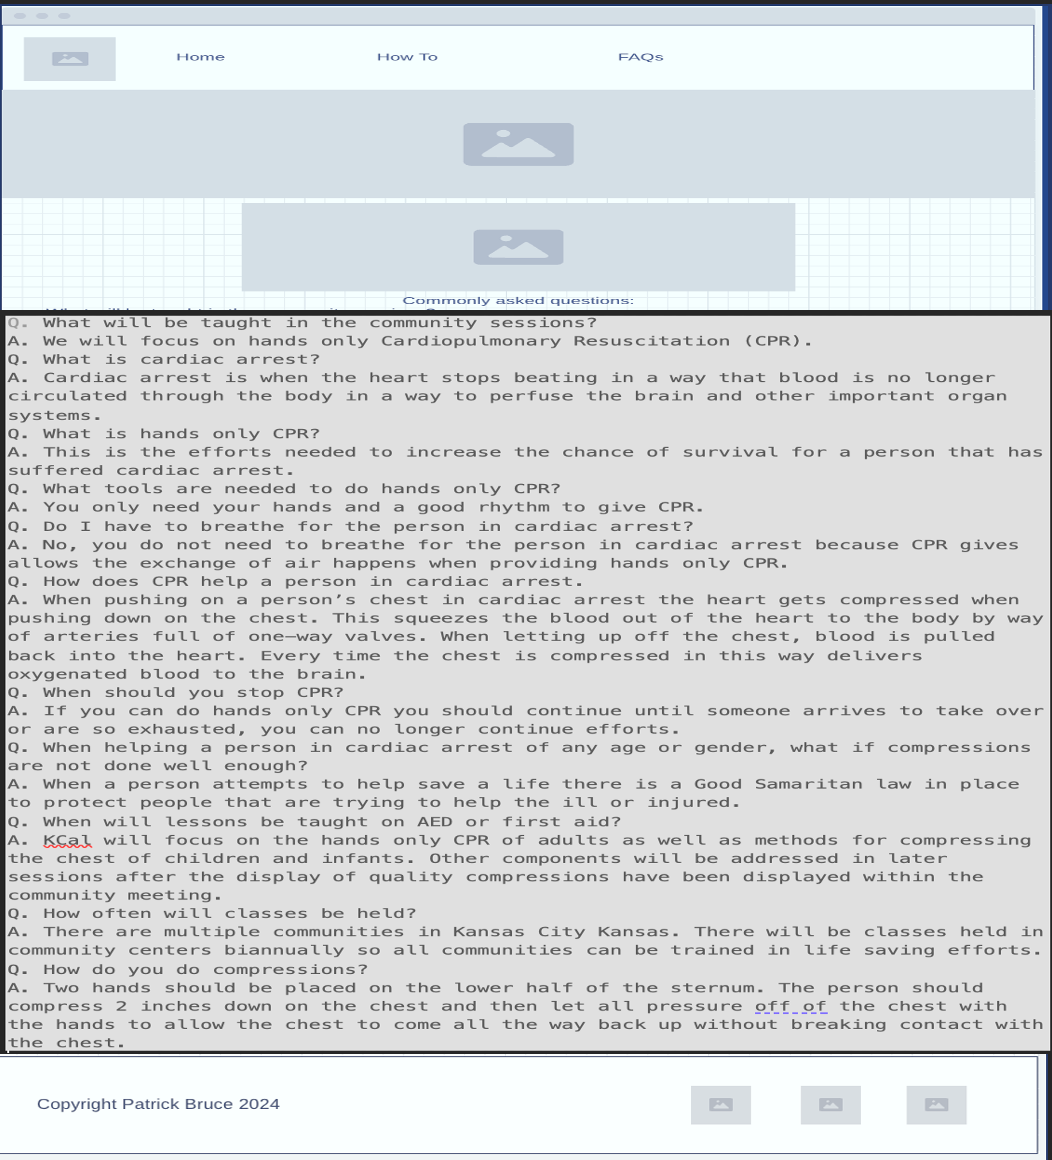 Home How To FAQs
Commonly asked questions:
Q. What will be taught in the community sessions?
A. We will focus on hands only Cardiopulmonary Resuscitation (CPR).
Q. What is cardiac arrest?
A. Cardiac arrest is when the heart stops beating in a way that blood is no longer
circulated through the body in a way to perfuse the brain and other important organ
systems.
Q. What is hands only CPR?
A. This is the efforts needed to increase the chance of survival for a person that has
suffered cardiac arrest.
Q. What tools are needed to do hands only CPR?
A. You only need your hands and a good rhythm to give CPR.
Q. Do I have to breathe for the person in cardiac arrest?
A. No, you do not need to breathe for the person in cardiac arrest because CPR gives
allows the exchange of air happens when providing hands only CPR.
Q. How does CPR help a person in cardiac arrest.
A. When pushing on a person’s chest in cardiac arrest the heart gets compressed when
pushing down on the chest. This squeezes the blood out of the heart to the body by way
of arteries full of one–way valves. When letting up off the chest, blood is pulled
back into the heart. Every time the chest is compressed in this way delivers
oxygenated blood to the brain.
Q. When should you stop CPR?
A. If you can do hands only CPR you should continue until someone arrives to take over
or are so exhausted, you can no longer continue efforts.
Q. When helping a person in cardiac arrest of any age or gender, what if compressions
are not done well enough?
A. When a person attempts to help save a life there is a Good Samaritan law in place
to protect people that are trying to help the ill or injured.
Q. When will lessons be taught on AED or first aid?
A. KCal will focus on the hands only CPR of adults as well as methods for compressing
the chest of children and infants. Other components will be addressed in later
sessions after the display of quality compressions have been displayed within the
community meeting.
Q. How often will classes be held?
A. There are multiple communities in Kansas City Kansas. There will be classes held in
community centers biannually so all communities can be trained in life saving efforts.
Q. How do you do compressions?
A. Two hands should be placed on the lower half of the sternum. The person should
compress 2 inches down on the chest and then let all pressure off of the chest with
the hands to allow the chest to come all the way back up without breaking contact with
the chest.
Copyright Patrick Bruce 2024